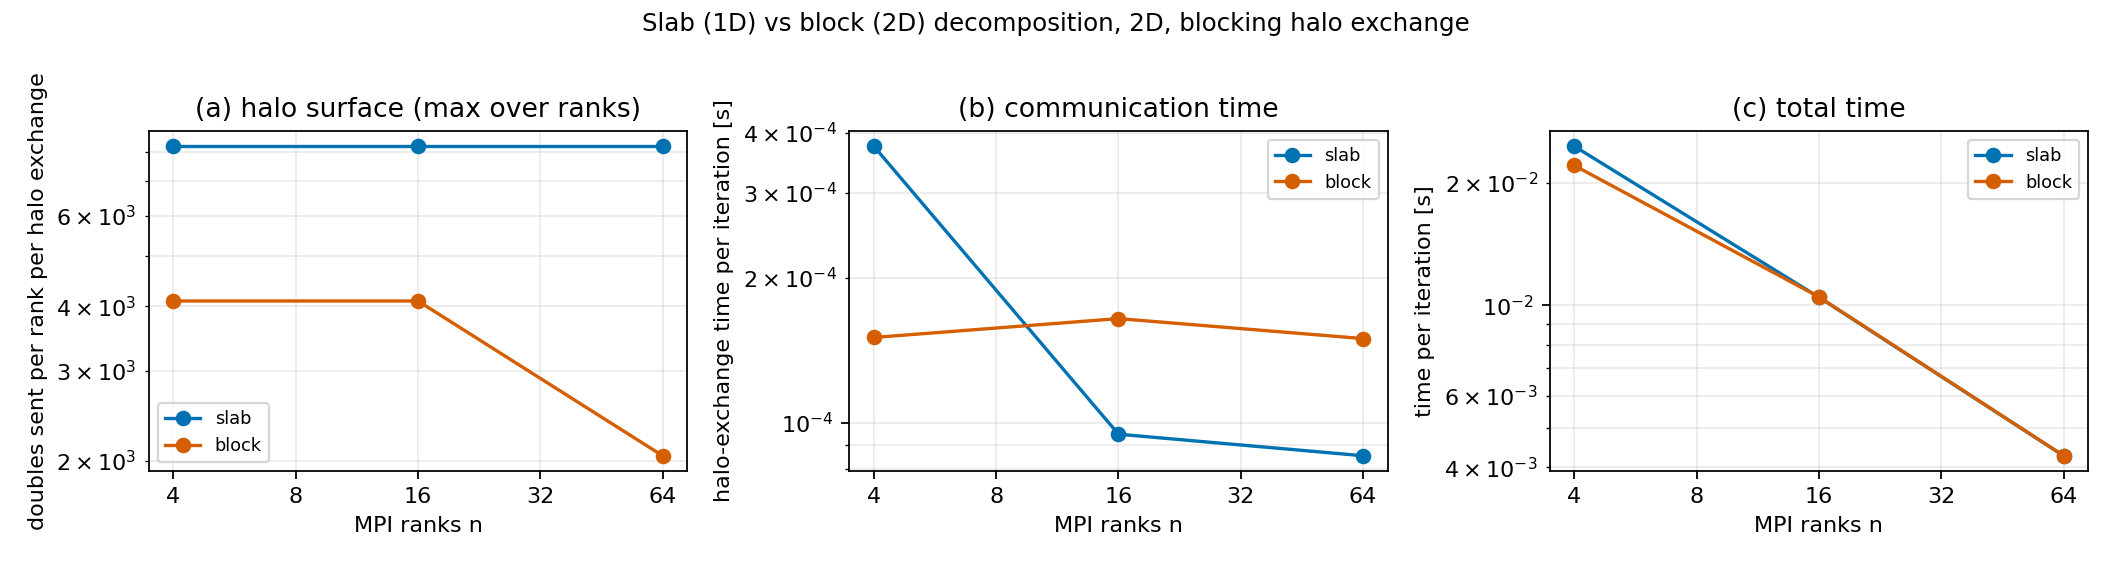 Slab (1D) vs block (2D) decomposition, 2D, blocking halo exchange
(a) halo surface (max over ranks)
doubles sent per rank per halo exchange
6 × 10³
4 × 10³
3 × 10³
2 × 10³
slab
block
4 8 16 32 64
MPI ranks n
(b) communication time
halo-exchange time per iteration [s]
4 × 10⁻⁴
3 × 10⁻⁴
2 × 10⁻⁴
10⁻⁴
slab
block
4 8 16 32 64
MPI ranks n
(c) total time
time per iteration [s]
2 × 10⁻²
10⁻²
6 × 10⁻³
4 × 10⁻³
slab
block
4 8 16 32 64
MPI ranks n